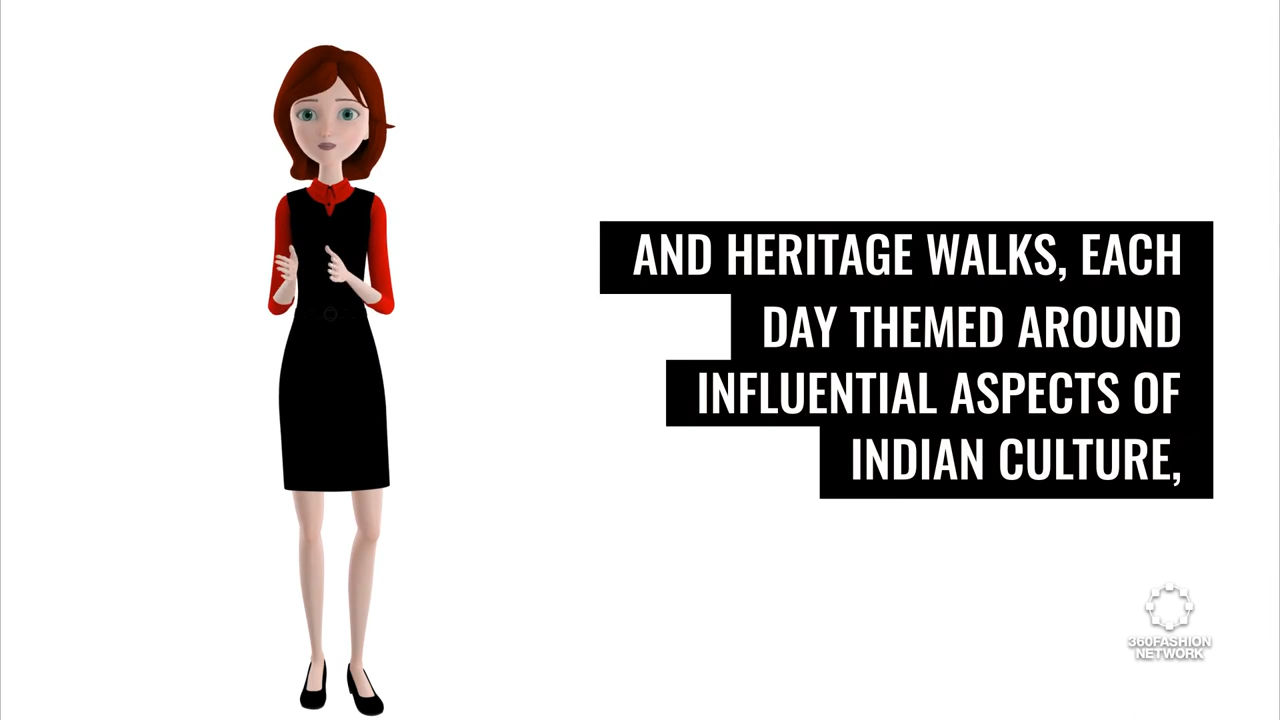 AND HERITAGE WALKS, EACH
DAY THEMED AROUND
INFLUENTIAL ASPECTS OF
INDIAN CULTURE,
360FASHION
NETWORK